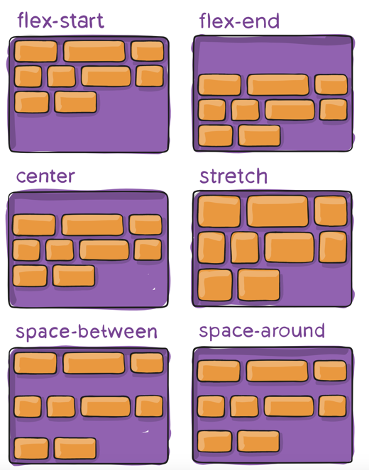 flex-start
flex-end
center
stretch
space-between
space-around